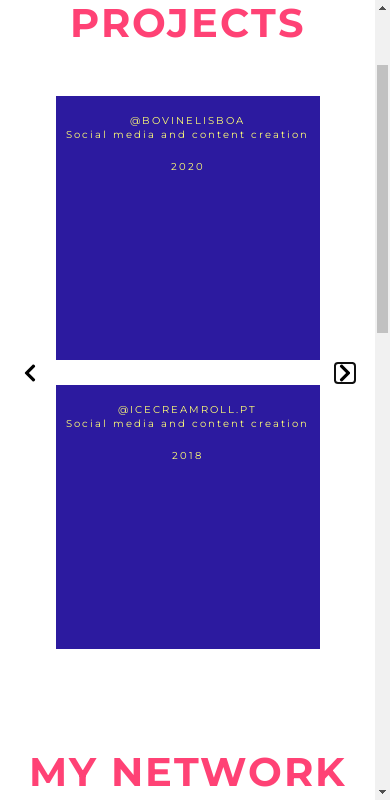 PROJECTS
@BOVINELISBOA
Social media and content creation
2020
@ICECREAMROLL.PT
Social media and content creation
2018
MY NETWORK